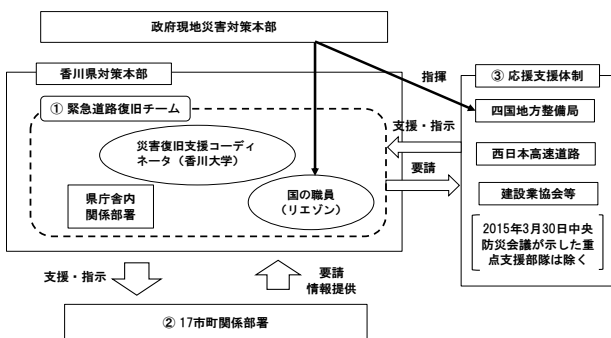 政府現地災害対策本部
香川県対策本部
① 緊急道路復旧チーム
災害復旧支援コーディ
ネータ（香川大学）
県庁舎内
関係部署
国の職員
（リエゾン）
指揮
支援・指示
要請
③ 応援支援体制
四国地方整備局
西日本高速道路
建設業協会等
2015年3月30日中央
防災会議が示した重
点支援部隊は除く
支援・指示
要請
情報提供
② 17市町関係部署